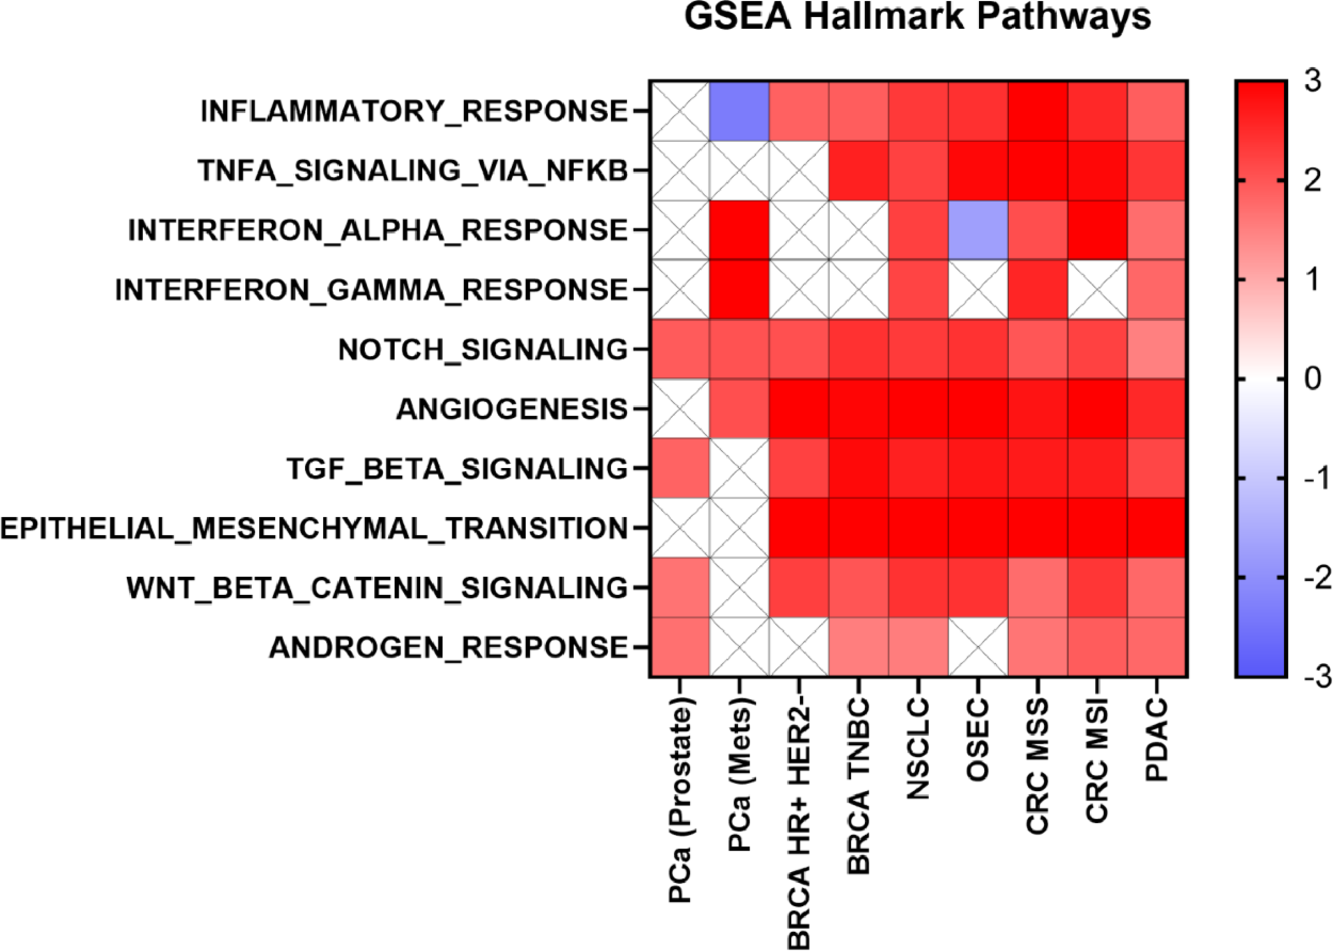 GSEA Hallmark Pathways
INFLAMMATORY_RESPONSE
TNFA_SIGNALING_VIA_NFKB
INTERFERON_ALPHA_RESPONSE
INTERFERON_GAMMA_RESPONSE
NOTCH_SIGNALING
ANGIOGENESIS
TGF_BETA_SIGNALING
EPITHELIAL_MESENCHYMAL_TRANSITION
WNT_BETA_CATENIN_SIGNALING
ANDROGEN_RESPONSE
PCa (Prostate)
PCa (Mets)
BRCA HR+ HER2-
BRCA TNBC
NSCLC
OSEC
CRC MSS
CRC MSI
PDAC
3
2
1
0
-1
-2
-3